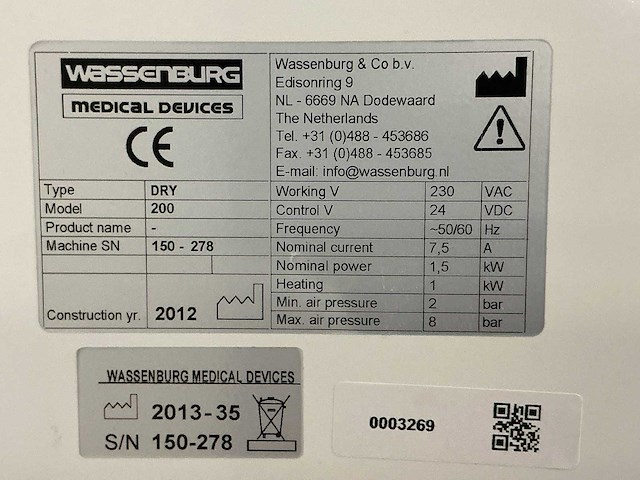 WASSENBURG
MEDICAL DEVICES
CE
Wassenburg & Co b.v.
Edisonring 9
NL - 6669 NA Dodewaard
The Netherlands
Tel. +31 (0)488 - 453686
Fax. +31 (0)488 - 453685
E-mail: info@wassenburg.nl
Type DRY
Model 200
Product name -
Machine SN 150 - 278
Construction yr. 2012
Working V 230 VAC
Control V 24 VDC
Frequency ~50/60 Hz
Nominal current 7,5 A
Nominal power 1,5 kW
Heating 1 kW
Min. air pressure 2 bar
Max. air pressure 8 bar
WASSENBURG MEDICAL DEVICES
2013-35
S/N 150-278
0003269